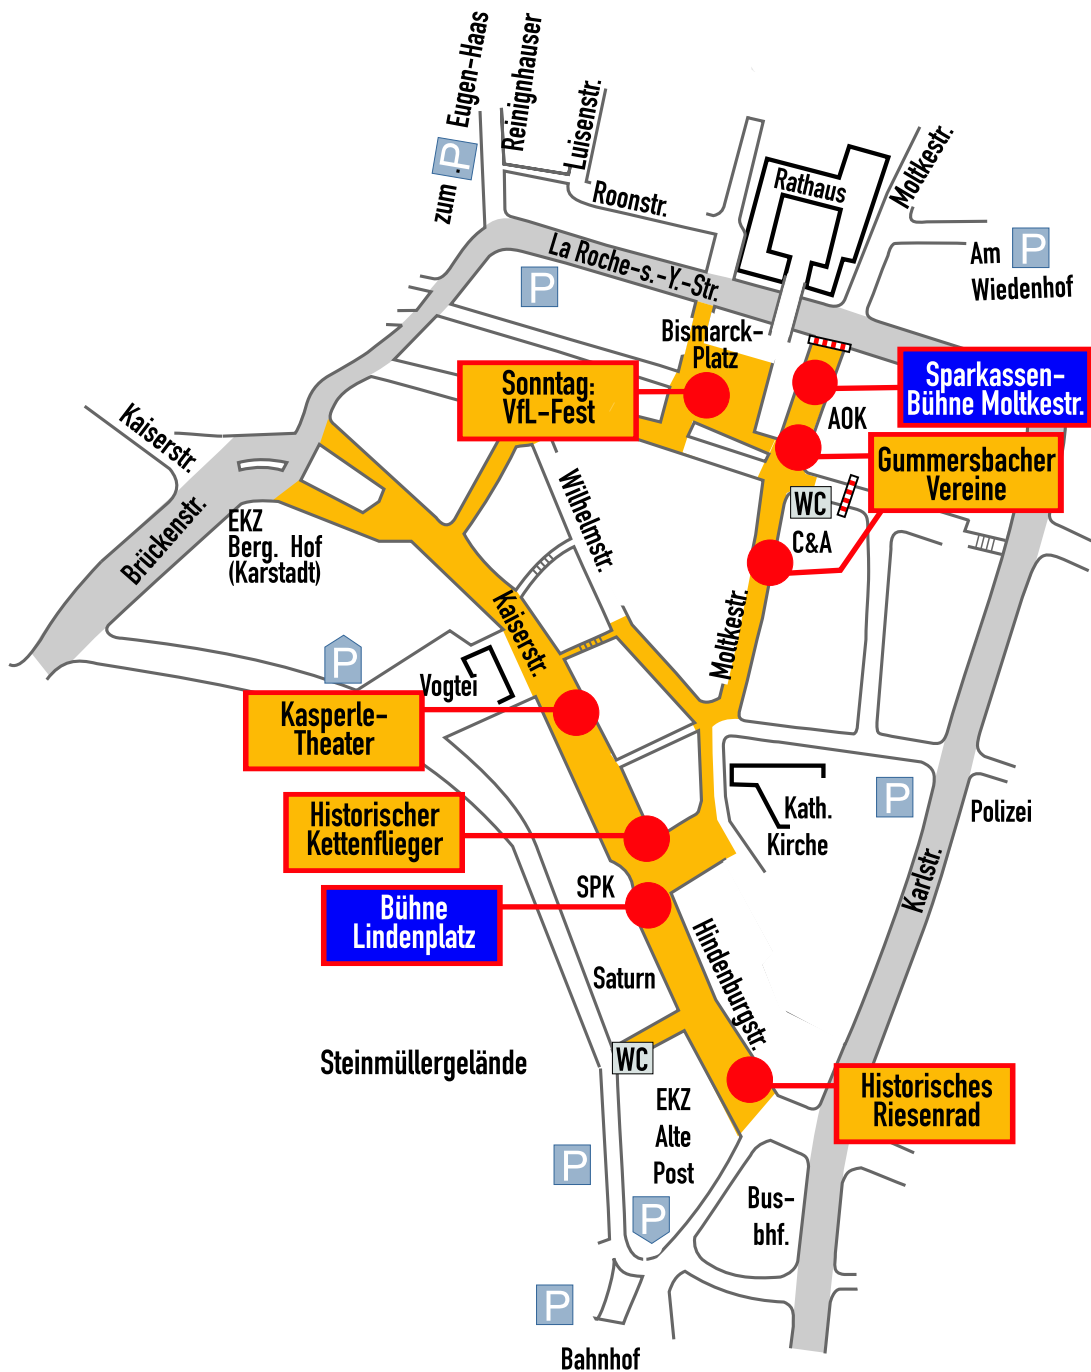 Eugen-Haas
Reinignhauser
Luisenstr.
zum P
Roonstr.
Rathaus
Moltkestr.
La Roche-s.-Y.-Str.
P
Am
Wiedenhof
P
Bismarck-
Platz
Sonntag:
VfL-Fest
Sparkassen-
Bühne Moltkestr.
AOK
Gummersbacher
Vereine
Kaiserstr.
Brückenstr.
EKZ
Berg. Hof
(Karstadt)
Wilhelmstr.
WC
C&A
Kaiserstr.
Moltkestr.
P
Vogtei
Kasperle-
Theater
Historischer
Kettenflieger
Kath.
Kirche
P
Polizei
Karlstr.
SPK
Bühne
Lindenplatz
Hindenburgstr.
Saturn
WC
Steinmüllergelände
EKZ
Alte
Post
Historisches
Riesenrad
P
P
Bus-
bhf.
P
Bahnhof